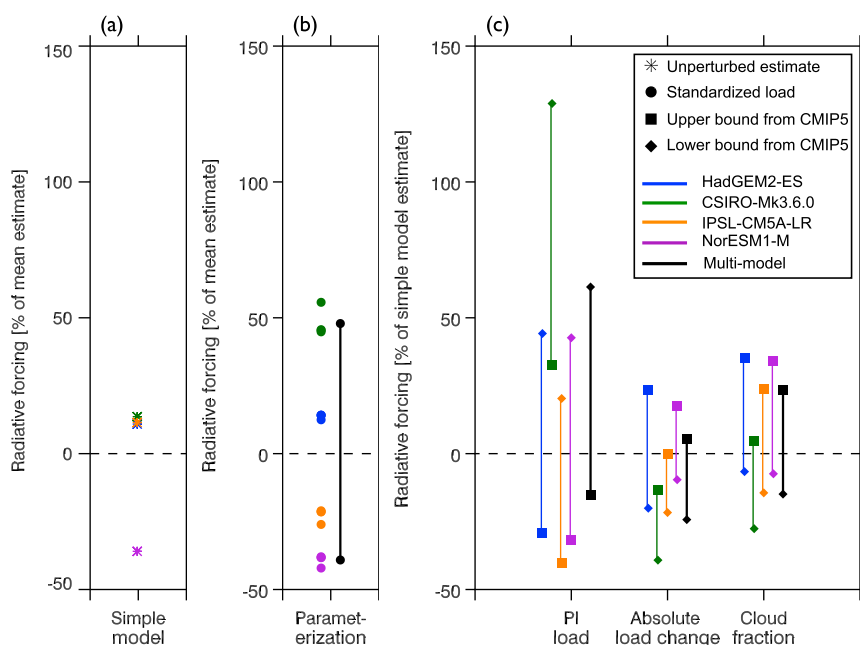 (a)
(b)
(c)
150
100
50
0
-50
Radiative forcing [% of mean estimate]
Simple
model
150
100
50
0
-50
Radiative forcing [% of mean estimate]
Paramet-
erization
150
100
50
0
-50
Radiative forcing [% of simple model estimate]
Unperturbed estimate
Standardized load
Upper bound from CMIP5
Lower bound from CMIP5
HadGEM2-ES
CSIRO-Mk3.6.0
IPSL-CM5A-LR
NorESM1-M
Multi-model
PI
load
Absolute
load change
Cloud
fraction